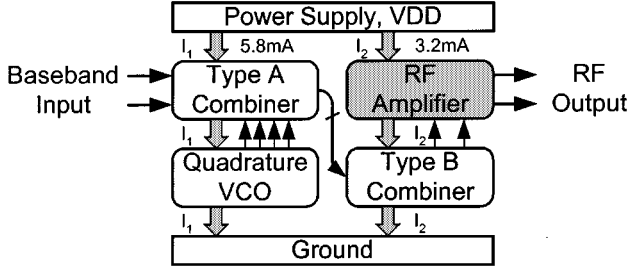 Power Supply, VDD
I1 5.8mA I2 3.2mA
Baseband Input
Type A Combiner
RF Amplifier
RF Output
I1 I2
Quadrature VCO
Type B Combiner
I1 I2
Ground